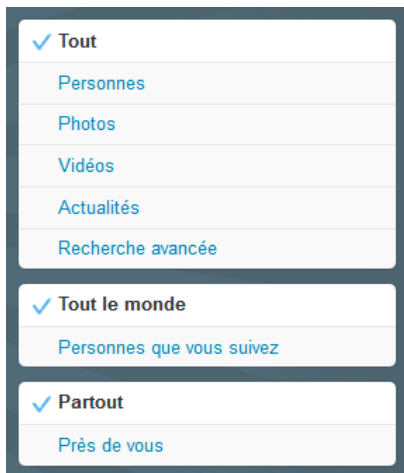 Tout
Personnes
Photos
Vidéos
Actualités
Recherche avancée
Tout le monde
Personnes que vous suivez
Partout
Près de vous